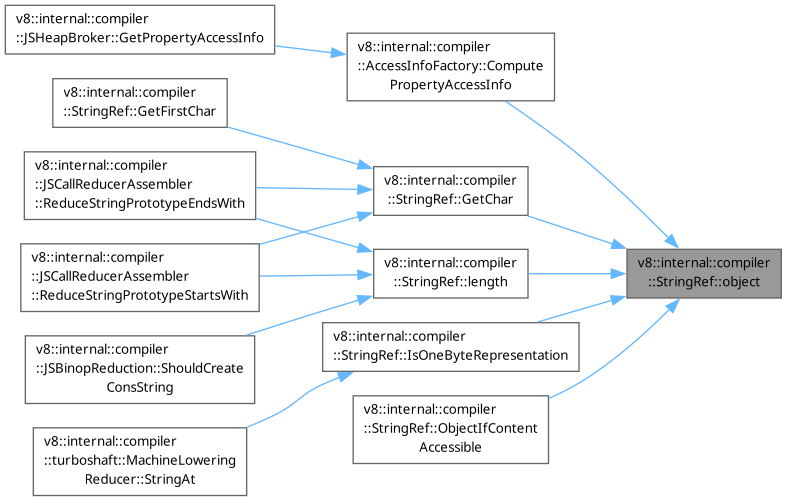 v8::internal::compiler
::JSHeapBroker::GetPropertyAccessInfo
v8::internal::compiler
::AccessInfoFactory::Compute
PropertyAccessInfo
v8::internal::compiler
::StringRef::GetFirstChar
v8::internal::compiler
::JSCallReducerAssembler
::ReduceStringPrototypeEndsWith
v8::internal::compiler
::StringRef::GetChar
v8::internal::compiler
::JSCallReducerAssembler
::ReduceStringPrototypeStartsWith
v8::internal::compiler
::StringRef::length
v8::internal::compiler
::StringRef::object
v8::internal::compiler
::JSBinopReduction::ShouldCreate
ConsString
v8::internal::compiler
::StringRef::IsOneByteRepresentation
v8::internal::compiler
::StringRef::ObjectIfContent
Accessible
v8::internal::compiler
::turboshaft::MachineLowering
Reducer::StringAt